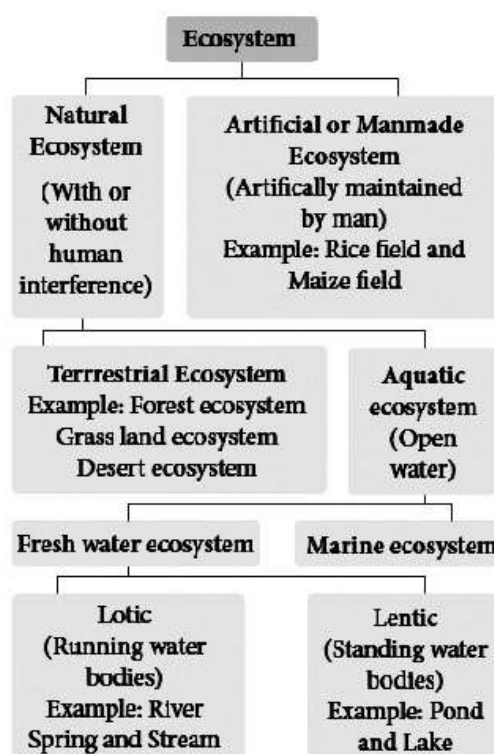 Ecosystem
Natural
Ecosystem
(With or
without
human
interference)
Artificial or Manmade
Ecosystem
(Artifically maintained
by man)
Example: Rice field and
Maize field
Terrrestrial Ecosystem
Example: Forest ecosystem
Grass land ecosystem
Desert ecosystem
Aquatic
ecosystem
(Open
water)
Fresh water ecosystem
Marine ecosystem
Lotic
(Running water
bodies)
Example: River
Spring and Stream
Lentic
(Standing water
bodies)
Example: Pond
and Lake